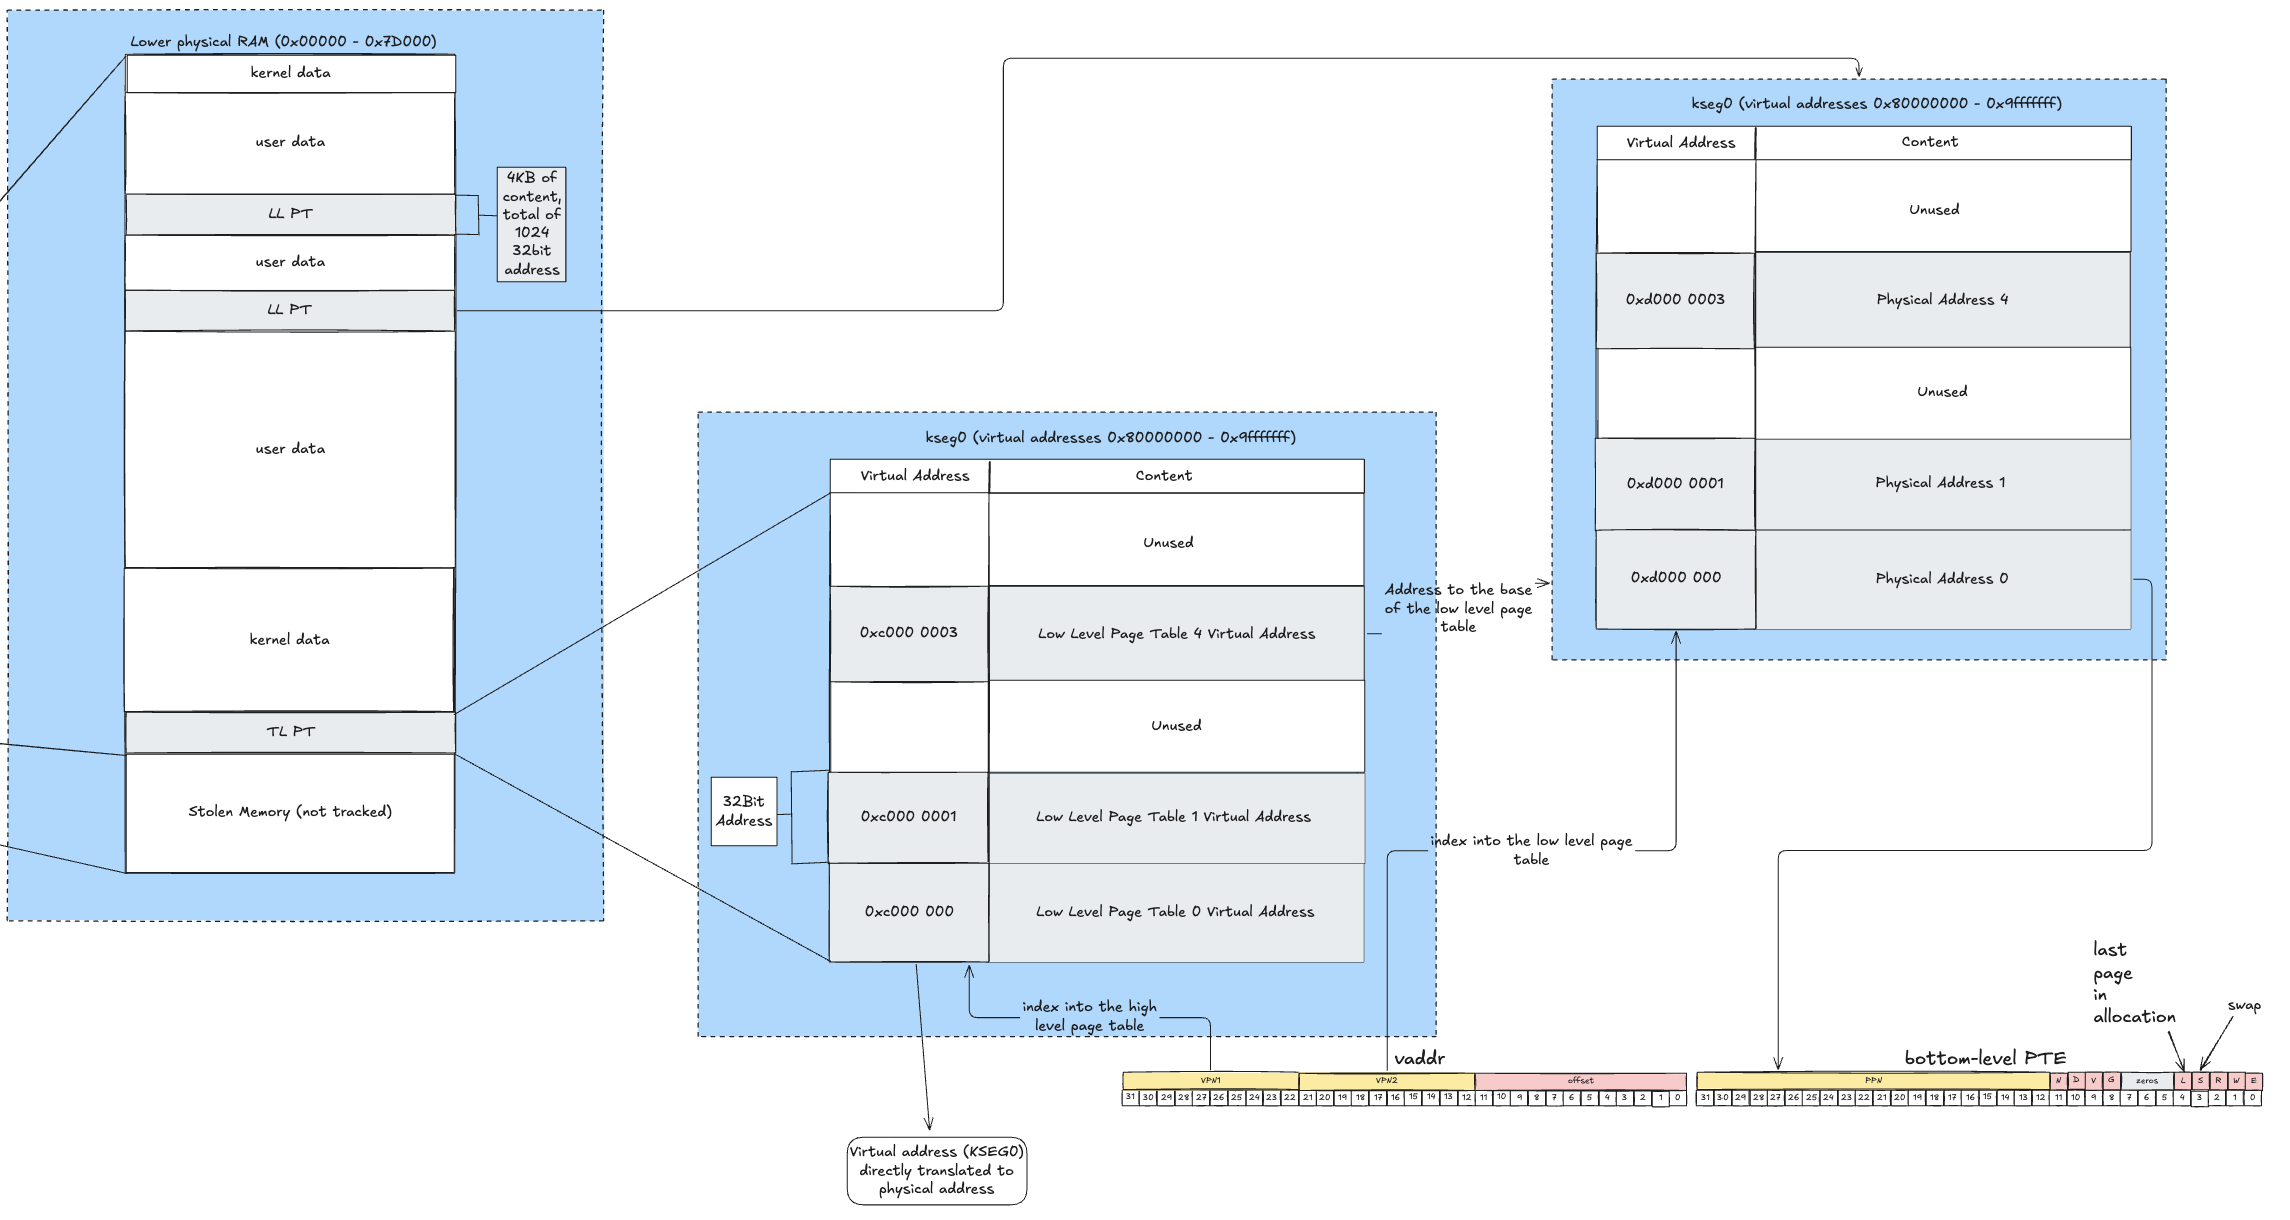 Lower physical RAM (0x00000 - 0x7D000)
kernel data
user data
LL PT
4KB of
content,
total of
1024
32bit
address
user data
LL PT
user data
kernel data
TL PT
Stolen Memory (not tracked)
kseg0 (virtual addresses 0x80000000 - 0x9fffffff)
Virtual Address Content
Unused
0xc000 0003 Low Level Page Table 4 Virtual Address
Unused
32Bit
Address
0xc000 0001 Low Level Page Table 1 Virtual Address
0xc000 000 Low Level Page Table 0 Virtual Address
index into the high
level page table
Virtual address (KSEG0)
directly translated to
physical address
Address to the base
of the low level page
table
index into the low level page
table
kseg0 (virtual addresses 0x80000000 - 0x9fffffff)
Virtual Address Content
Unused
0xd000 0003 Physical Address 4
Unused
0xd000 0001 Physical Address 1
0xd000 000 Physical Address 0
vaddr
VPN1 VPN2 offset
31 30 29 28 27 26 25 24 23 22 21 20 19 18 17 16 15 14 13 12 11 10 9 8 7 6 5 4 3 2 1 0
last
page
in
allocation
swap
bottom-level PTE
PPN N D V G zeros L S R W E
31 30 29 28 27 26 25 24 23 22 21 20 19 18 17 16 15 14 13 12 11 10 9 8 7 6 5 4 3 2 1 0